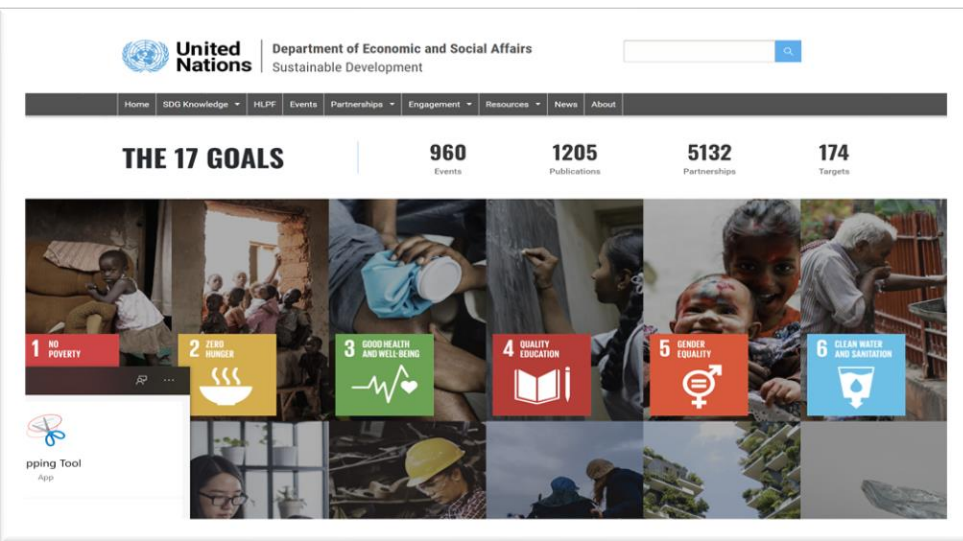 United
Nations
Department of Economic and Social Affairs
Sustainable Development
Home SDG Knowledge HLPF Events Partnerships Engagement Resources News About
THE 17 GOALS
960
Events
1205
Publications
5132
Partnerships
174
Targets
1 NO
POVERTY
2 ZERO
HUNGER
3 GOOD HEALTH
AND WELL-BEING
4 QUALITY
EDUCATION
5 GENDER
EQUALITY
6 CLEAN WATER
AND SANITATION
pping Tool
App